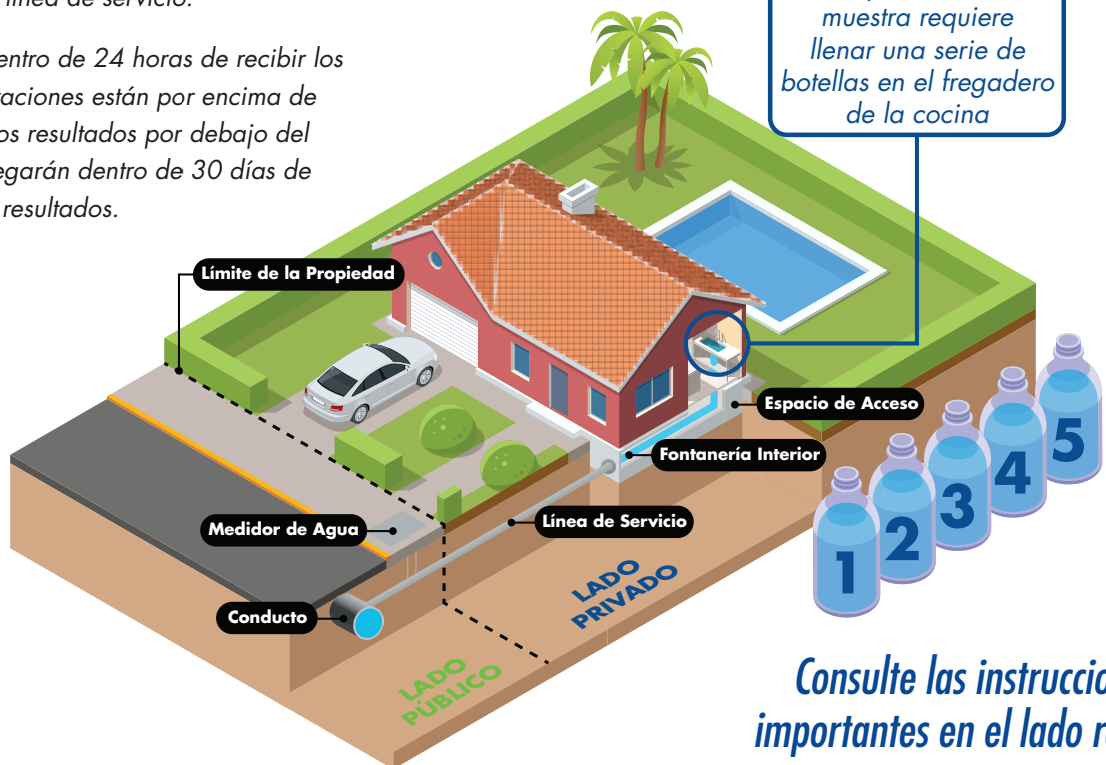 línea de servicio.
entro de 24 horas de recibir los
raciones están por encima de
os resultados por debajo del
egarán dentro de 30 días de
resultados.
muestra requiere
llenar una serie de
botellas en el fregadero
de la cocina
Límite de la Propiedad
Espacio de Acceso
Fontanería Interior
Línea de Servicio
Medidor de Agua
Conducto
LADO
PRIVADO
LADO
PÚBLICO
1
2
3
4
5
Consulte las instruccio
importantes en el lado r